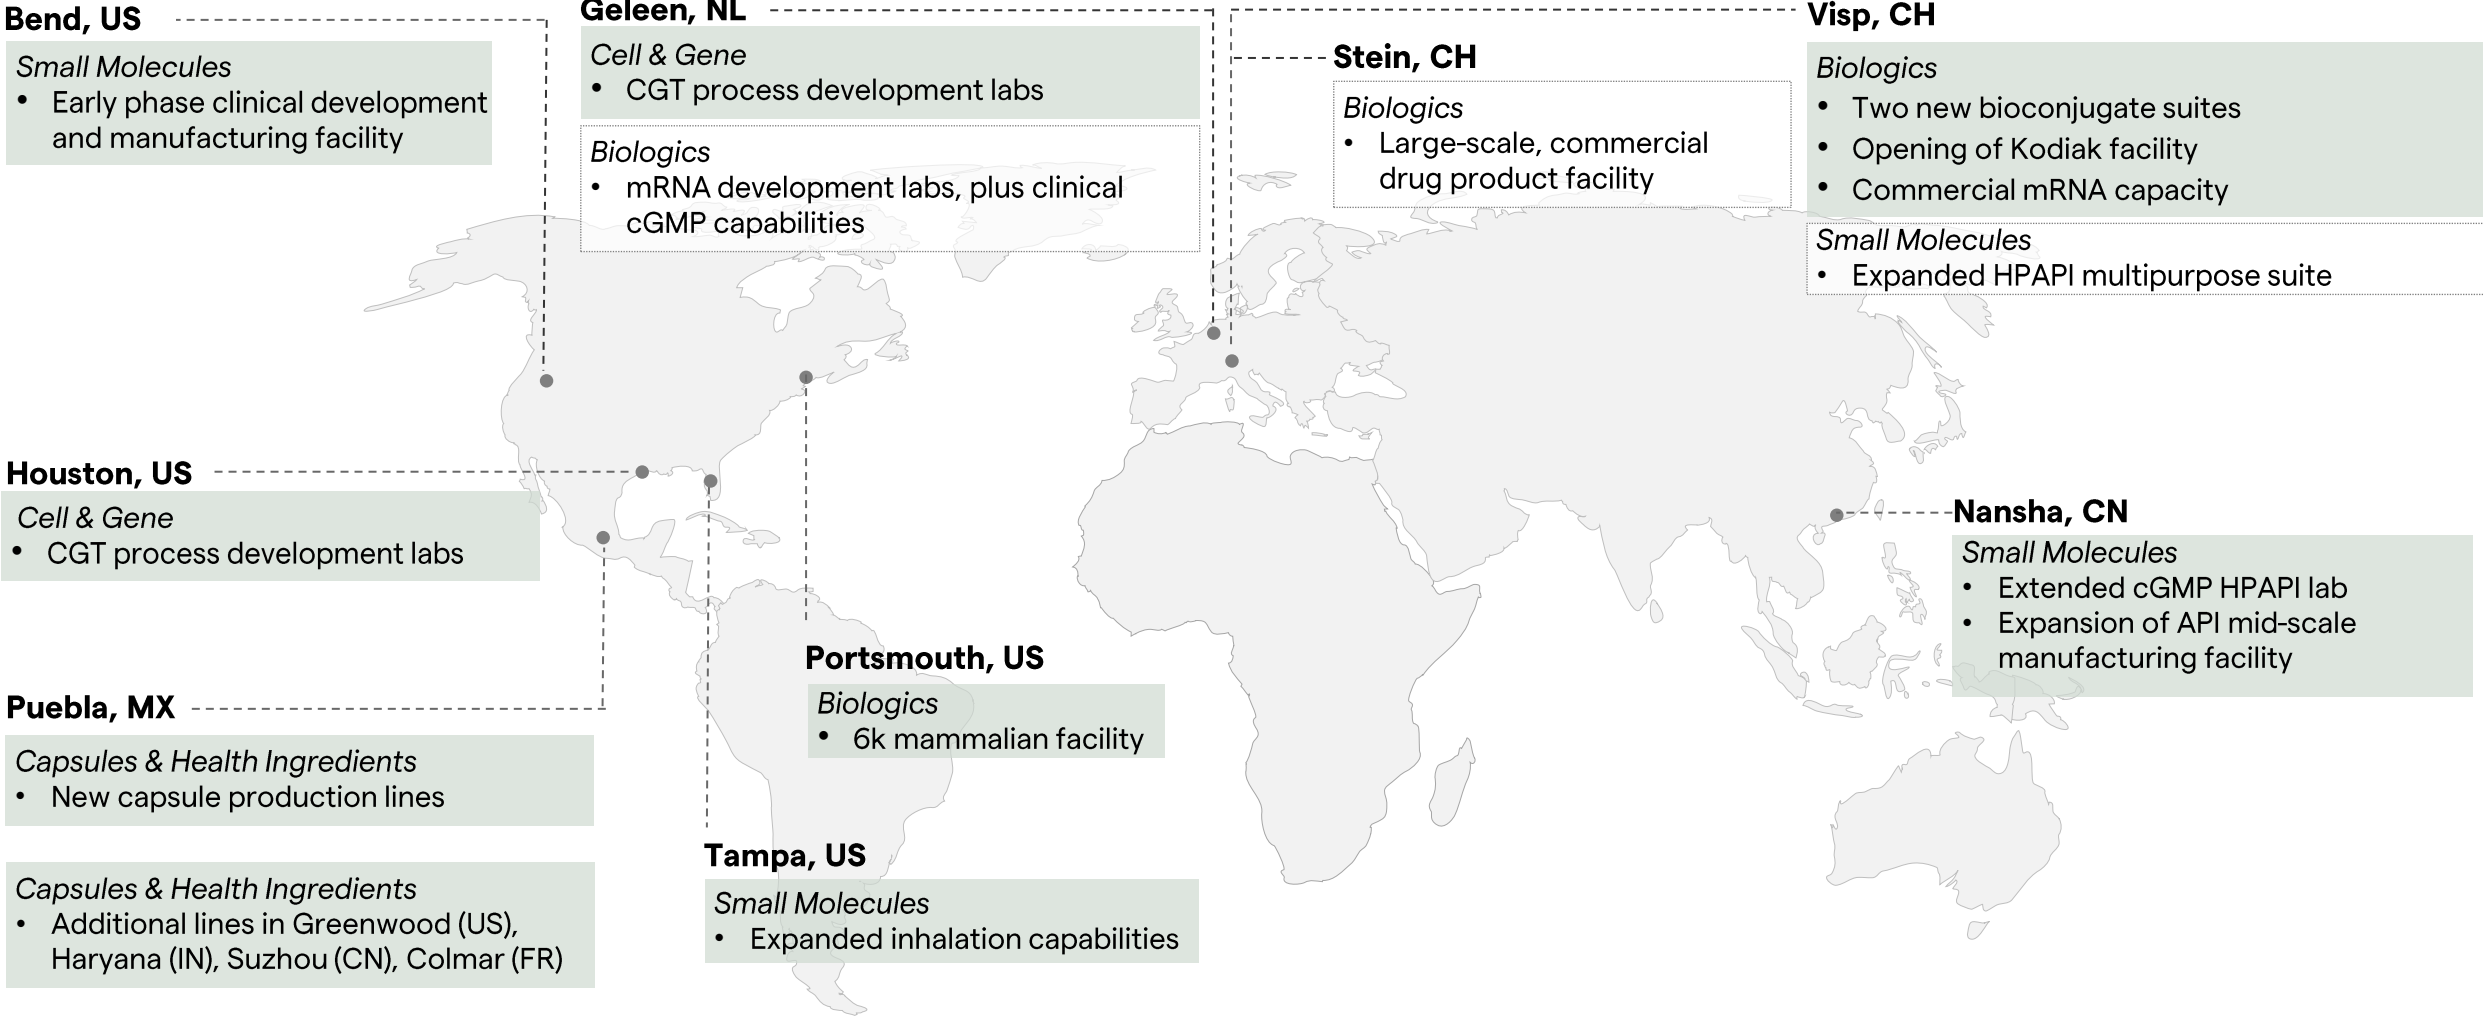 Bend, US
Small Molecules
• Early phase clinical development
and manufacturing facility
Geleen, NL
Cell & Gene
• CGT process development labs
Biologics
• mRNA development labs, plus clinical
cGMP capabilities
Stein, CH
Biologics
• Large-scale, commercial
drug product facility
Visp, CH
Biologics
• Two new bioconjugate suites
• Opening of Kodiak facility
• Commercial mRNA capacity
Small Molecules
• Expanded HPAPI multipurpose suite
Houston, US
Cell & Gene
• CGT process development labs
Nansha, CN
Small Molecules
• Extended cGMP HPAPI lab
• Expansion of API mid-scale
manufacturing facility
Portsmouth, US
Biologics
• 6k mammalian facility
Puebla, MX
Capsules & Health Ingredients
• New capsule production lines
Capsules & Health Ingredients
• Additional lines in Greenwood (US),
Haryana (IN), Suzhou (CN), Colmar (FR)
Tampa, US
Small Molecules
• Expanded inhalation capabilities